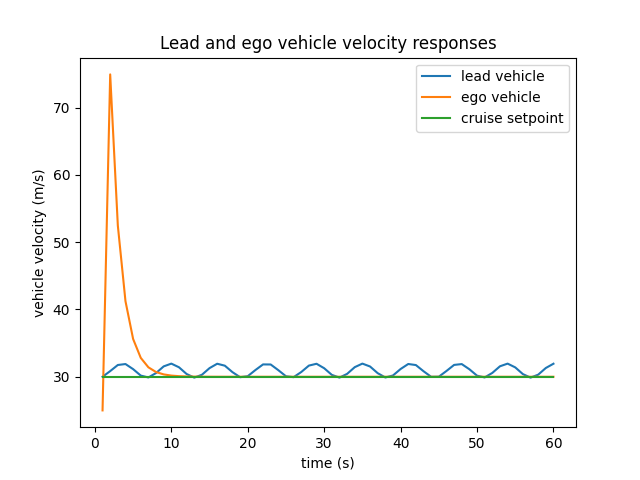 Lead and ego vehicle velocity responses
lead vehicle
ego vehicle
cruise setpoint
vehicle velocity (m/s)
70
60
50
40
30
0 10 20 30 40 50 60
time (s)